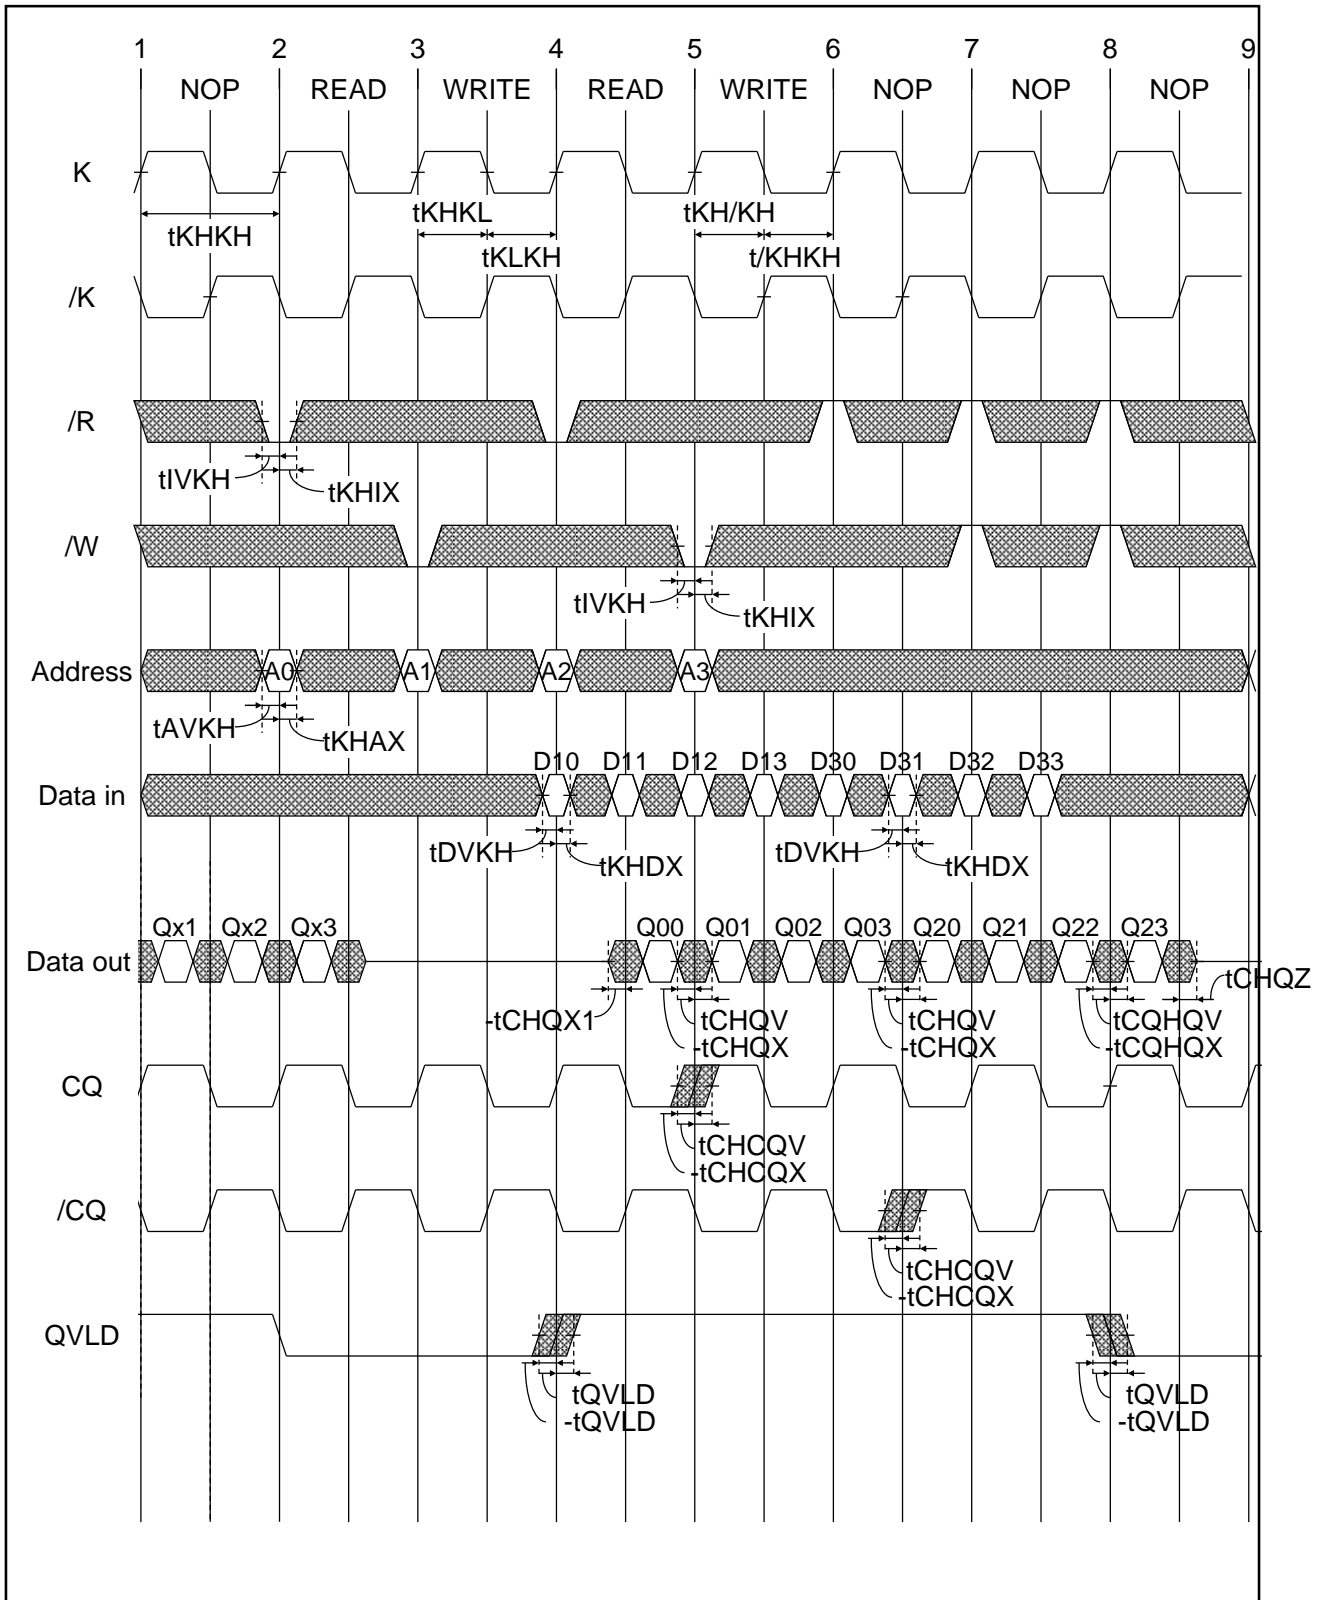 1 2 3 4 5 6 7 8 9
NOP READ WRITE READ WRITE NOP NOP NOP
K
tKHKL tKH/KH
tKHKH tKLKH t/KHKH
/K
/R
tIVKH tKHIX
/W
tIVKH tKHIX
Address A0 A1 A2 A3
tAVKH tKHAX
D10 D11 D12 D13 D30 D31 D32 D33
Data in
tDVKH tKHDX tDVKH tKHDX
Qx1 Qx2 Qx3 Q00 Q01 Q02 Q03 Q20 Q21 Q22 Q23
Data out
tCHQZ
-tCHQX1 tCHQV tCHQV tCQHQV
-tCHQX -tCHQX -tCQHQX
CQ
tCHCQV
-tCHCQX
/CQ
tCHCQV
-tCHCQX
QVLD
tQVLD tQVLD
-tQVLD -tQVLD